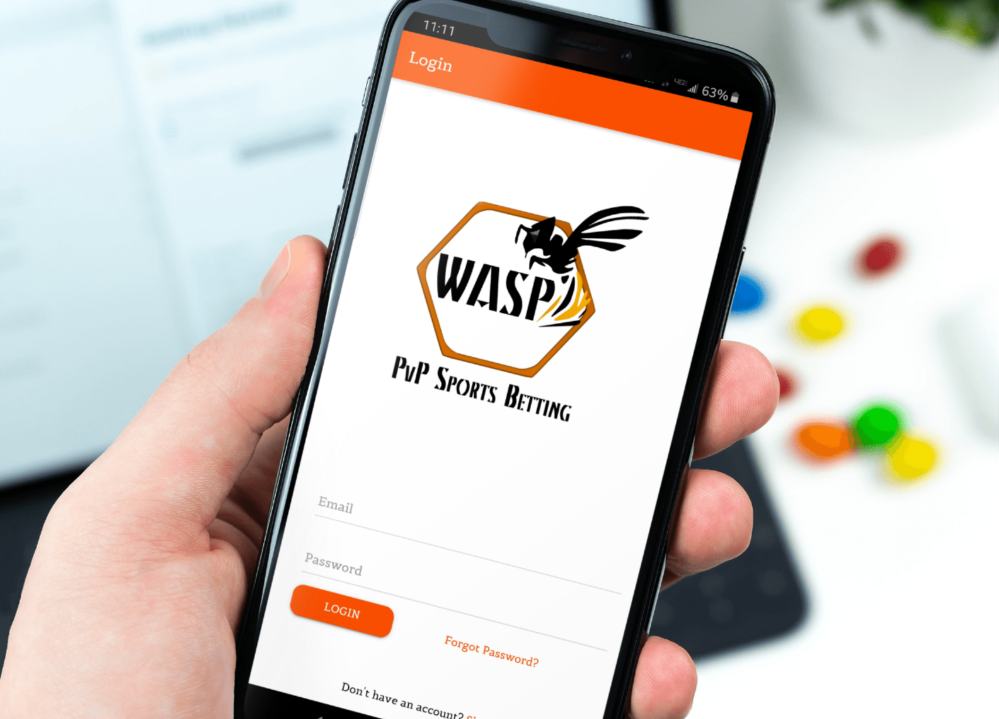 11:11
63%
Login
WASP
PvP Sports Betting
Email
Password
LOGIN
Forgot Password?
Don't have an account?